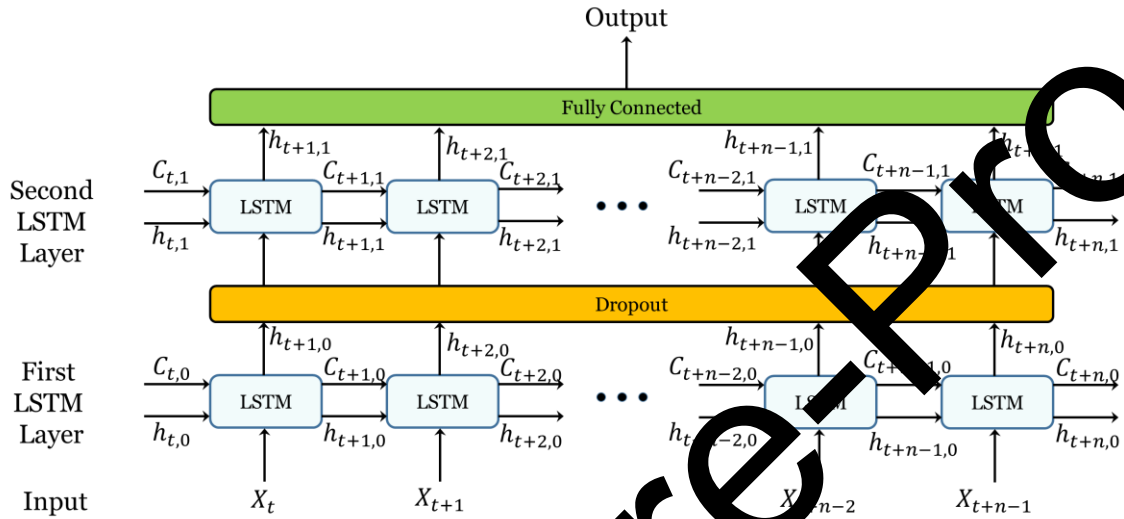 Output
Fully Connected
h_{t+1,1}
h_{t+2,1}
h_{t+n−1,1}
C_{t,1}
C_{t+1,1}
C_{t+2,1}
C_{t+n−2,1}
C_{t+n−1,1}
Second
LSTM
Layer
LSTM
LSTM
• • •
LSTM
h_{t,1}
h_{t+1,1}
h_{t+2,1}
h_{t+n−2,1}
h_{t+n,1}
Dropout
h_{t+1,0}
h_{t+2,0}
h_{t+n−1,0}
h_{t+n,0}
C_{t,0}
C_{t+1,0}
C_{t+2,0}
C_{t+n−2,0}
C_{t+n,0}
First
LSTM
Layer
LSTM
LSTM
• • •
LSTM
h_{t,0}
h_{t+1,0}
h_{t+2,0}
h_{t+n−1,0}
h_{t+n,0}
Input
X_t
X_{t+1}
X_{t+n−1}
re-Pro